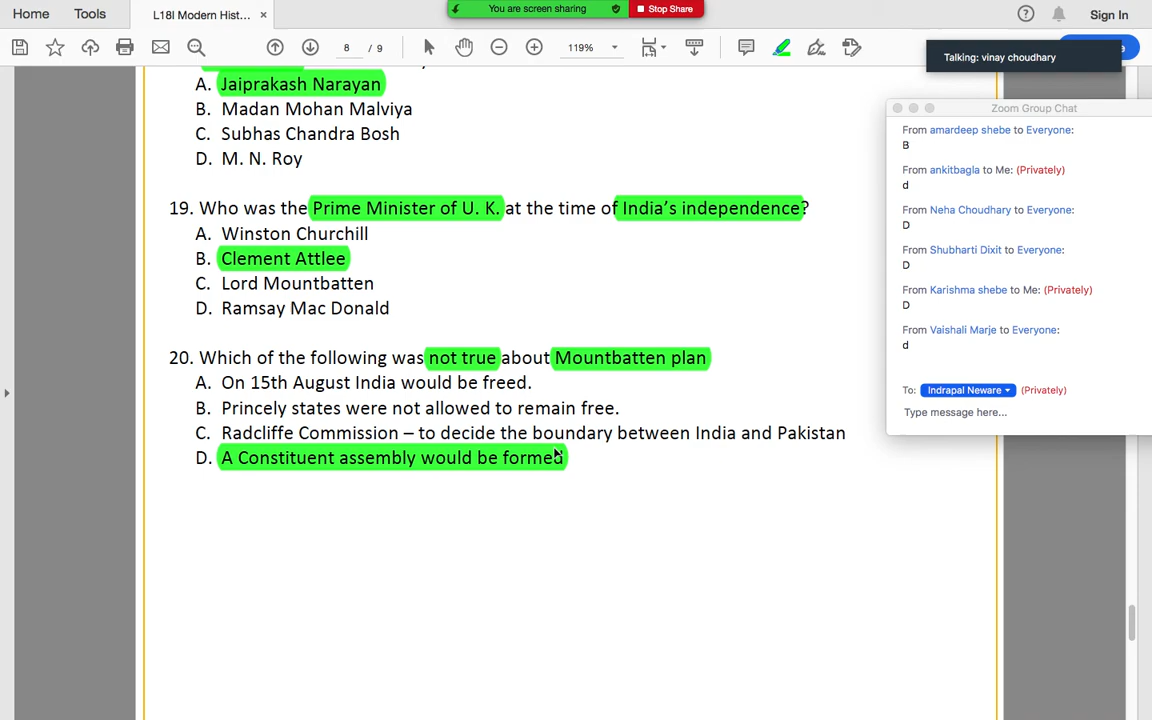 Home Tools L18I Modern Hist... ×
You are screen sharing Stop Share
? Sign In
8 / 9 119%
Talking: vinay choudhary
A. Jaiprakash Narayan
B. Madan Mohan Malviya
C. Subhas Chandra Bosh
D. M. N. Roy
19. Who was the Prime Minister of U. K. at the time of India's independence?
A. Winston Churchill
B. Clement Attlee
C. Lord Mountbatten
D. Ramsay Mac Donald
20. Which of the following was not true about Mountbatten plan
A. On 15th August India would be freed.
B. Princely states were not allowed to remain free.
C. Radcliffe Commission – to decide the boundary between India and Pakistan
D. A Constituent assembly would be formed
Zoom Group Chat
From amardeep shebe to Everyone:
B
From ankitbagla to Me: (Privately)
d
From Neha Choudhary to Everyone:
D
From Shubharti Dixit to Everyone:
D
From Karishma shebe to Me: (Privately)
D
From Vaishali Marje to Everyone:
d
To: Indrapal Neware (Privately)
Type message here...